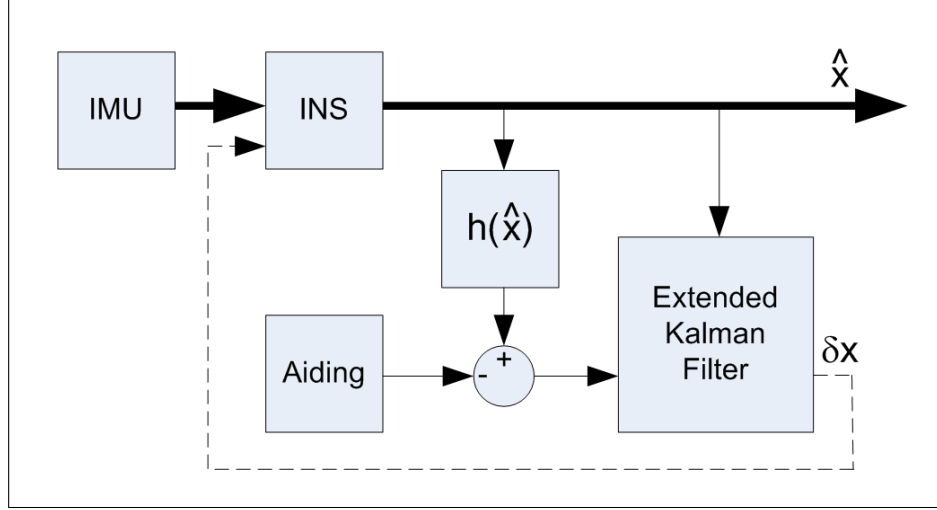 IMU
INS
x̂
h(x̂)
Extended
Kalman
Filter
δx
Aiding
+
-